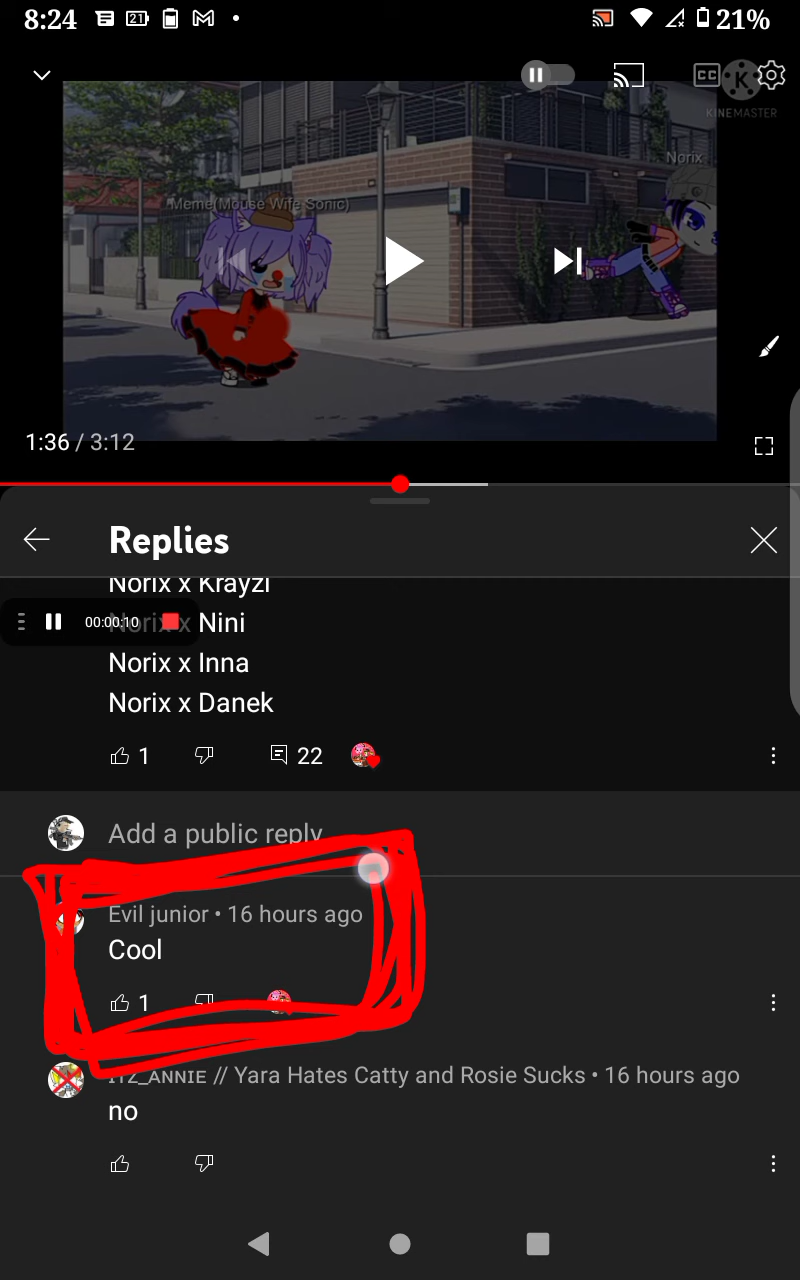 8:24 21 21%
CC K
KINEMASTER
Norix
Meme(Mouse Wife Sonic)
1:36 / 3:12
Replies
Norix x Krayzi
00:00:10 Norix x Nini
Norix x Inna
Norix x Danek
1 22
Add a public reply
Evil junior • 16 hours ago
Cool
1
ITZ_ANNIE // Yara Hates Catty and Rosie Sucks • 16 hours ago
no